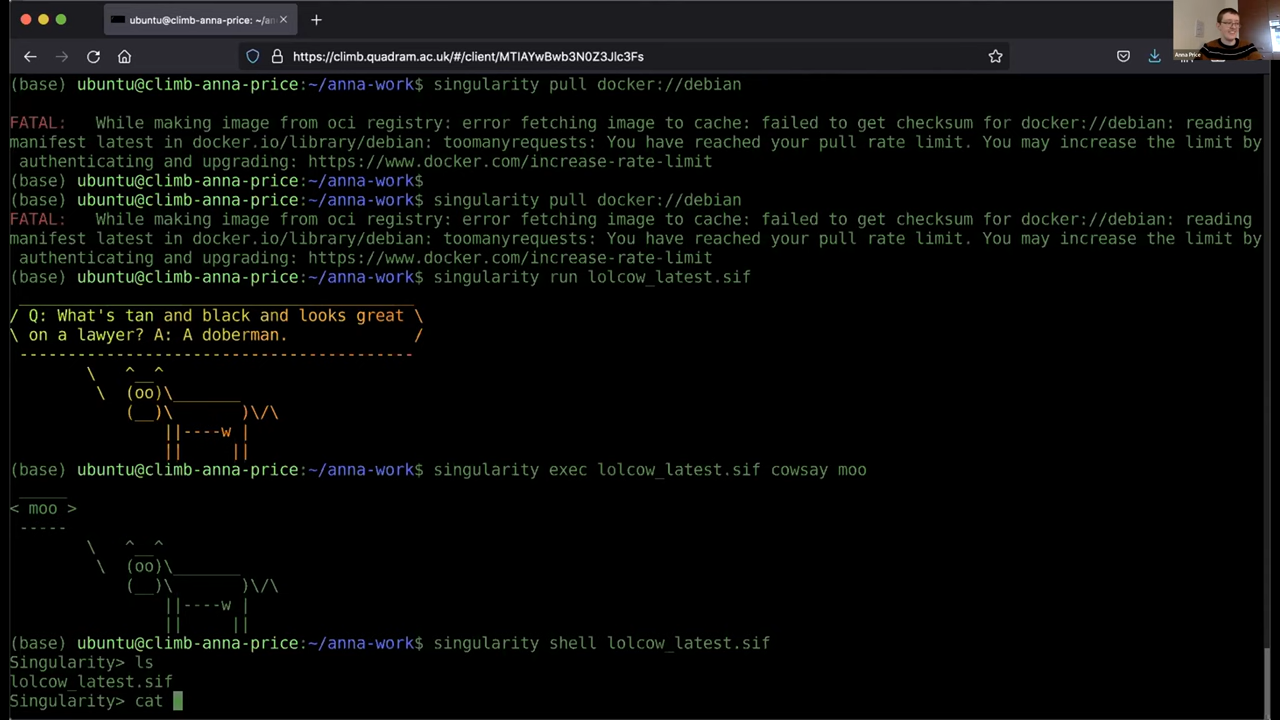 ubuntu@climb-anna-price: ~/an
https://climb.quadram.ac.uk/#/client/MTIAYwBwb3N0Z3Jlc3Fs
Anna Price
(base) ubuntu@climb-anna-price:~/anna-work$ singularity pull docker://debian
FATAL:   While making image from oci registry: error fetching image to cache: failed to get checksum for docker://debian: reading
manifest latest in docker.io/library/debian: toomanyrequests: You have reached your pull rate limit. You may increase the limit by
authenticating and upgrading: https://www.docker.com/increase-rate-limit
(base) ubuntu@climb-anna-price:~/anna-work$
(base) ubuntu@climb-anna-price:~/anna-work$ singularity pull docker://debian
FATAL:   While making image from oci registry: error fetching image to cache: failed to get checksum for docker://debian: reading
manifest latest in docker.io/library/debian: toomanyrequests: You have reached your pull rate limit. You may increase the limit by
authenticating and upgrading: https://www.docker.com/increase-rate-limit
(base) ubuntu@climb-anna-price:~/anna-work$ singularity run lolcow_latest.sif
 _________________________________________
/ Q: What's tan and black and looks great \
\ on a lawyer? A: A doberman.             /
 -----------------------------------------
        \   ^__^
         \  (oo)\_______
            (__)\       )\/\
                ||----w |
                ||     ||
(base) ubuntu@climb-anna-price:~/anna-work$ singularity exec lolcow_latest.sif cowsay moo
 _____
< moo >
 -----
        \   ^__^
         \  (oo)\_______
            (__)\       )\/\
                ||----w |
                ||     ||
(base) ubuntu@climb-anna-price:~/anna-work$ singularity shell lolcow_latest.sif
Singularity> ls
lolcow_latest.sif
Singularity> cat